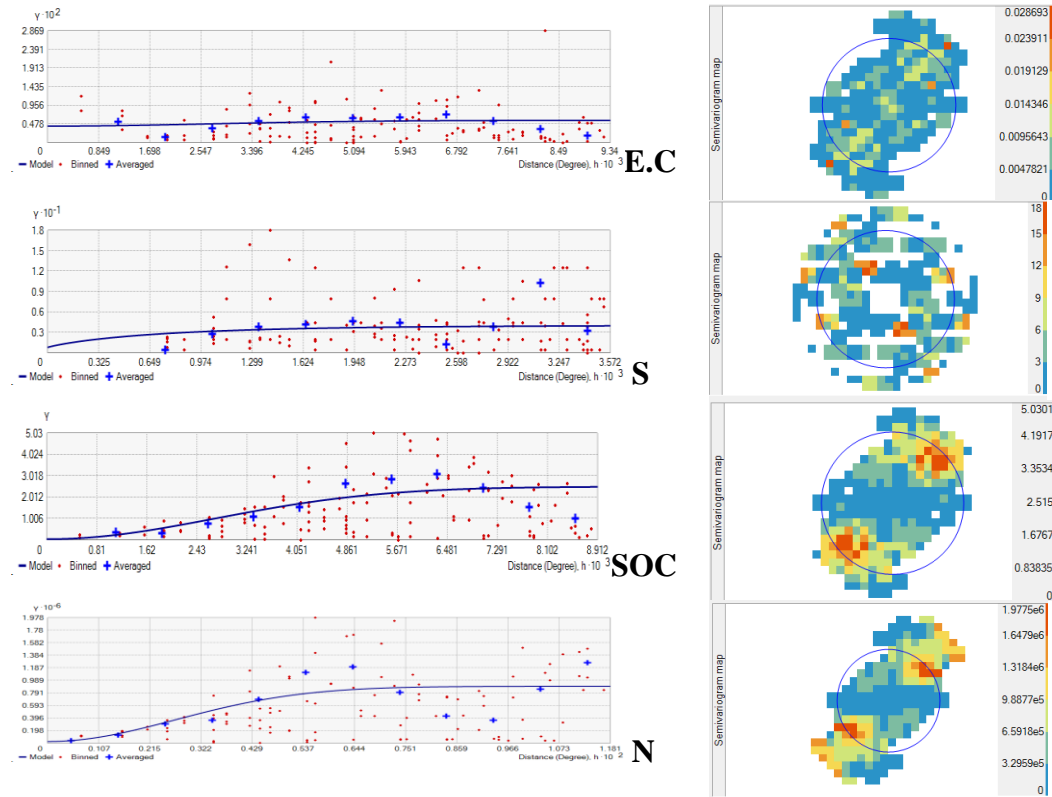 γ·10 2
2.869
2.391
1.913
1.435
0.956
0.478
0 0.849 1.698 2.547 3.396 4.245 5.094 5.943 6.792 7.641 8.49 9.34
Model Binned Averaged Distance (Degree), h·10 3
E.C
Semivariogram map
0.028693
0.023911
0.019129
0.014346
0.0095643
0.0047821
0
γ·10 -1
1.8
1.5
1.2
0.9
0.6
0.3
0 0.325 0.649 0.974 1.299 1.624 1.948 2.273 2.598 2.922 3.247 3.572
Model Binned Averaged Distance (Degree), h·10 3
S
Semivariogram map
18
15
12
9
6
3
0
γ
5.03
4.024
3.018
2.012
1.006
0 0.81 1.62 2.43 3.241 4.051 4.861 5.671 6.481 7.291 8.102 8.912
Model Binned Averaged Distance (Degree), h·10 3
SOC
Semivariogram map
5.0301
4.1917
3.3534
2.515
1.6767
0.83835
0
γ·10 -6
1.978
1.78
1.582
1.384
1.187
0.989
0.791
0.593
0.396
0.198
0 0.107 0.215 0.322 0.429 0.537 0.644 0.751 0.859 0.966 1.073 1.181
Model Binned Averaged Distance (Degree), h·10 2
N
Semivariogram map
1.9775e6
1.6479e6
1.3184e6
9.8877e5
6.5918e5
3.2959e5
0